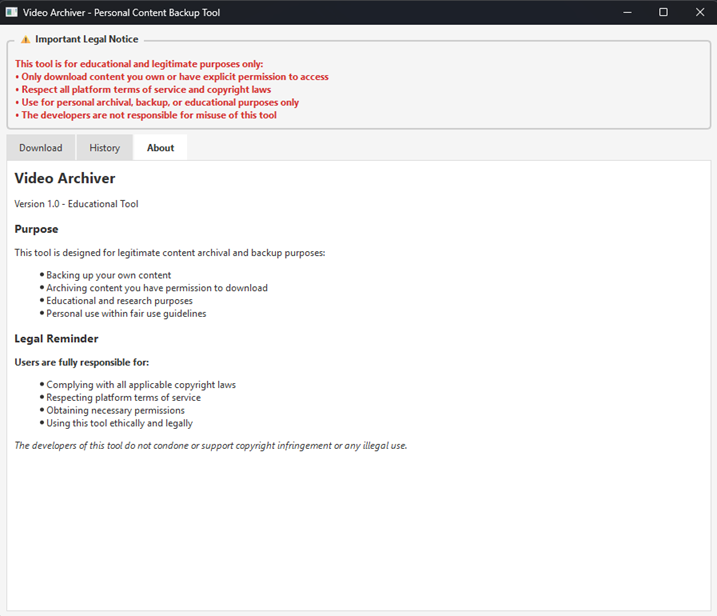 Video Archiver - Personal Content Backup Tool
⚠ Important Legal Notice
This tool is for educational and legitimate purposes only:
• Only download content you own or have explicit permission to access
• Respect all platform terms of service and copyright laws
• Use for personal archival, backup, or educational purposes only
• The developers are not responsible for misuse of this tool
Download History About
Video Archiver
Version 1.0 - Educational Tool
Purpose
This tool is designed for legitimate content archival and backup purposes:
• Backing up your own content
• Archiving content you have permission to download
• Educational and research purposes
• Personal use within fair use guidelines
Legal Reminder
Users are fully responsible for:
• Complying with all applicable copyright laws
• Respecting platform terms of service
• Obtaining necessary permissions
• Using this tool ethically and legally
The developers of this tool do not condone or support copyright infringement or any illegal use.